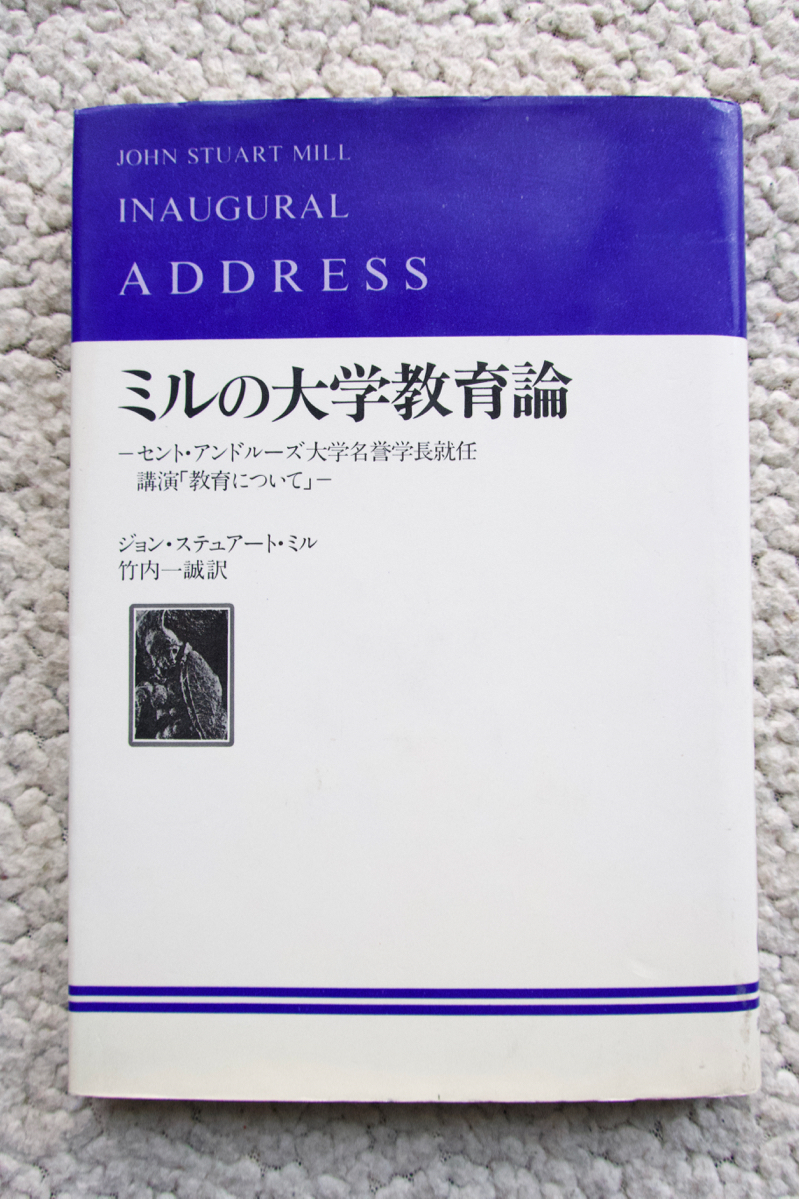 JOHN STUART MILL
INAUGURAL
ADDRESS
ミルの大学教育論
－セント・アンドルーズ大学名誉学長就任
講演「教育について」－
ジョン・ステュアート・ミル
竹内一誠訳